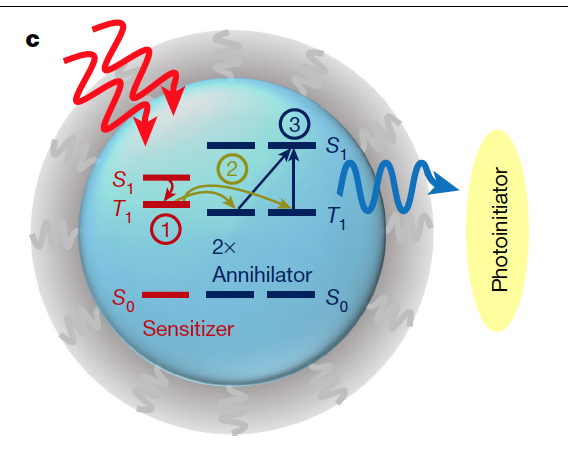 c
3
S1
2
S1
T1
1
T1
2×
Annihilator
S0
S0
Sensitizer
Photoinitiator